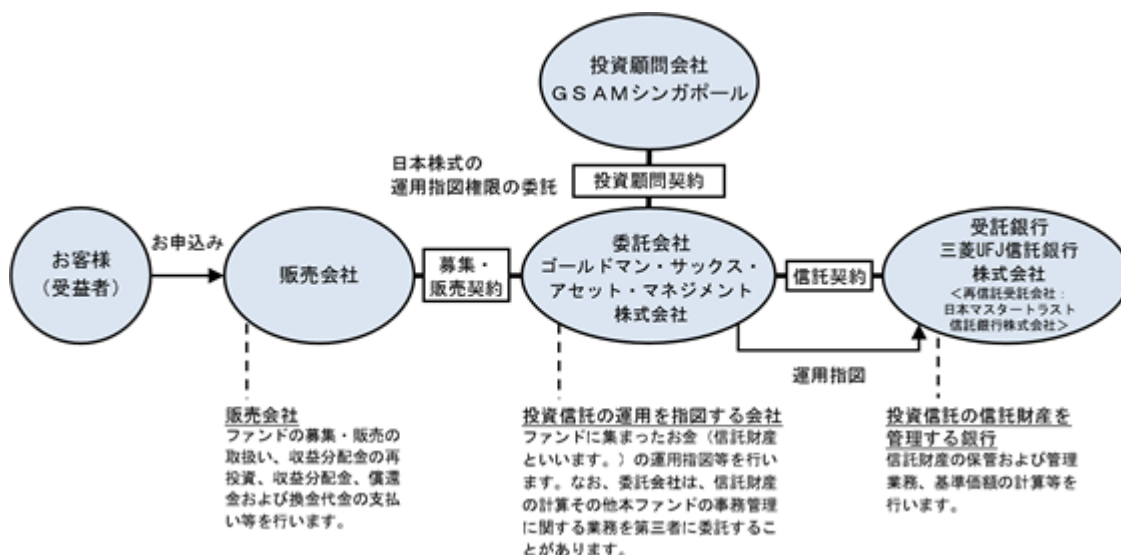 投資顧問会社
ＧＳＡＭシンガポール
日本株式の
運用指図権限の委託
投資顧問契約
お客様
（受益者）
お申込み
販売会社
募集・
販売契約
委託会社
ゴールドマン・サックス・
アセット・マネジメント
株式会社
信託契約
受託銀行
三菱UFJ信託銀行
株式会社
＜再信託受託会社：
日本マスタートラスト
信託銀行株式会社＞
運用指図
販売会社
ファンドの募集・販売の
取扱い、収益分配金の再
投資、収益分配金、償還
金および換金代金の支払
い等を行います。
投資信託の運用を指図する会社
ファンドに集まったお金（信託財産
といいます。）の運用指図等を行い
ます。なお、委託会社は、信託財産
の計算その他本ファンドの事務管理
に関する業務を第三者に委託するこ
とがあります。
投資信託の信託財産を
管理する銀行
信託財産の保管および管理
業務、基準価額の計算等を
行います。